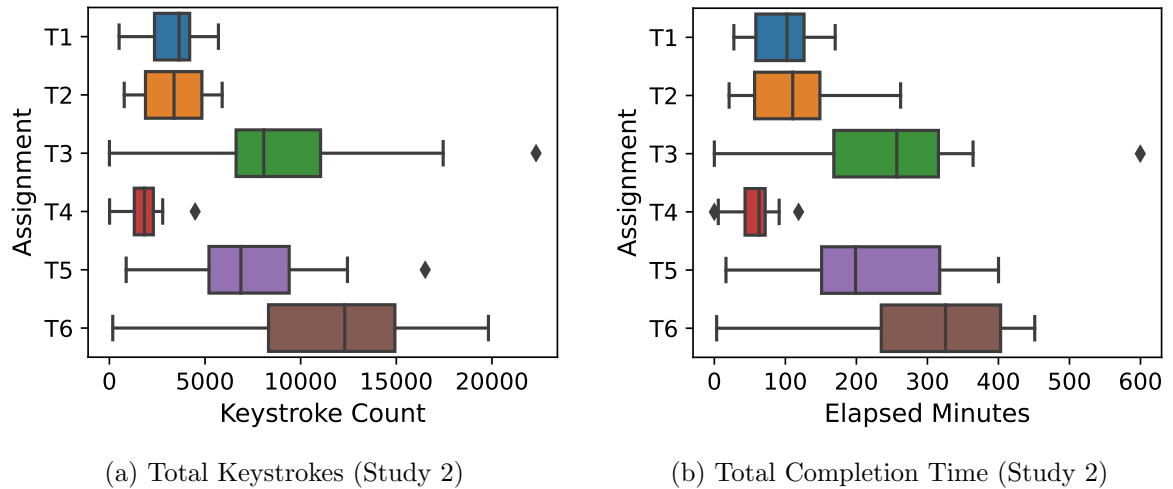 T1
T2
T3
T4
T5
T6
Assignment
0 5000 10000 15000 20000
Keystroke Count
(a) Total Keystrokes (Study 2)
T1
T2
T3
T4
T5
T6
Assignment
0 100 200 300 400 500 600
Elapsed Minutes
(b) Total Completion Time (Study 2)